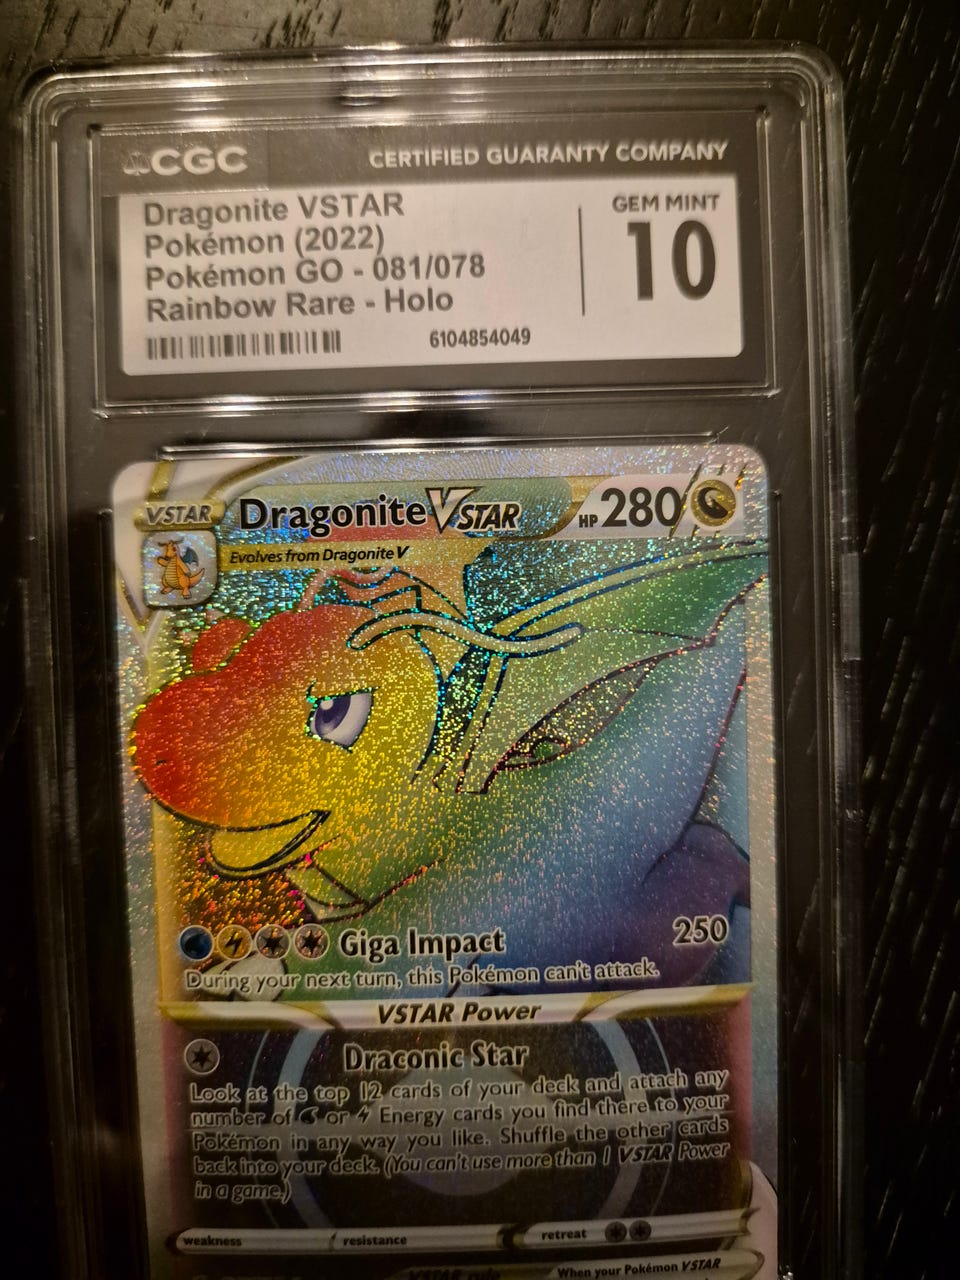 CGC CERTIFIED GUARANTY COMPANY
Dragonite VSTAR
Pokémon (2022)
Pokémon GO - 081/078
Rainbow Rare - Holo
GEM MINT
10
6104854049
VSTAR Dragonite VSTAR HP 280
Evolves from Dragonite V
Giga Impact 250
During your next turn, this Pokémon can't attack.
VSTAR Power
Draconic Star
Look at the top 12 cards of your deck and attach any
number of or Energy cards you find there to your
Pokémon in any way you like. Shuffle the other cards
back into your deck. (You can't use more than 1 VSTAR Power
in a game.)
weakness resistance retreat
VSTAR rule When your Pokémon VSTAR